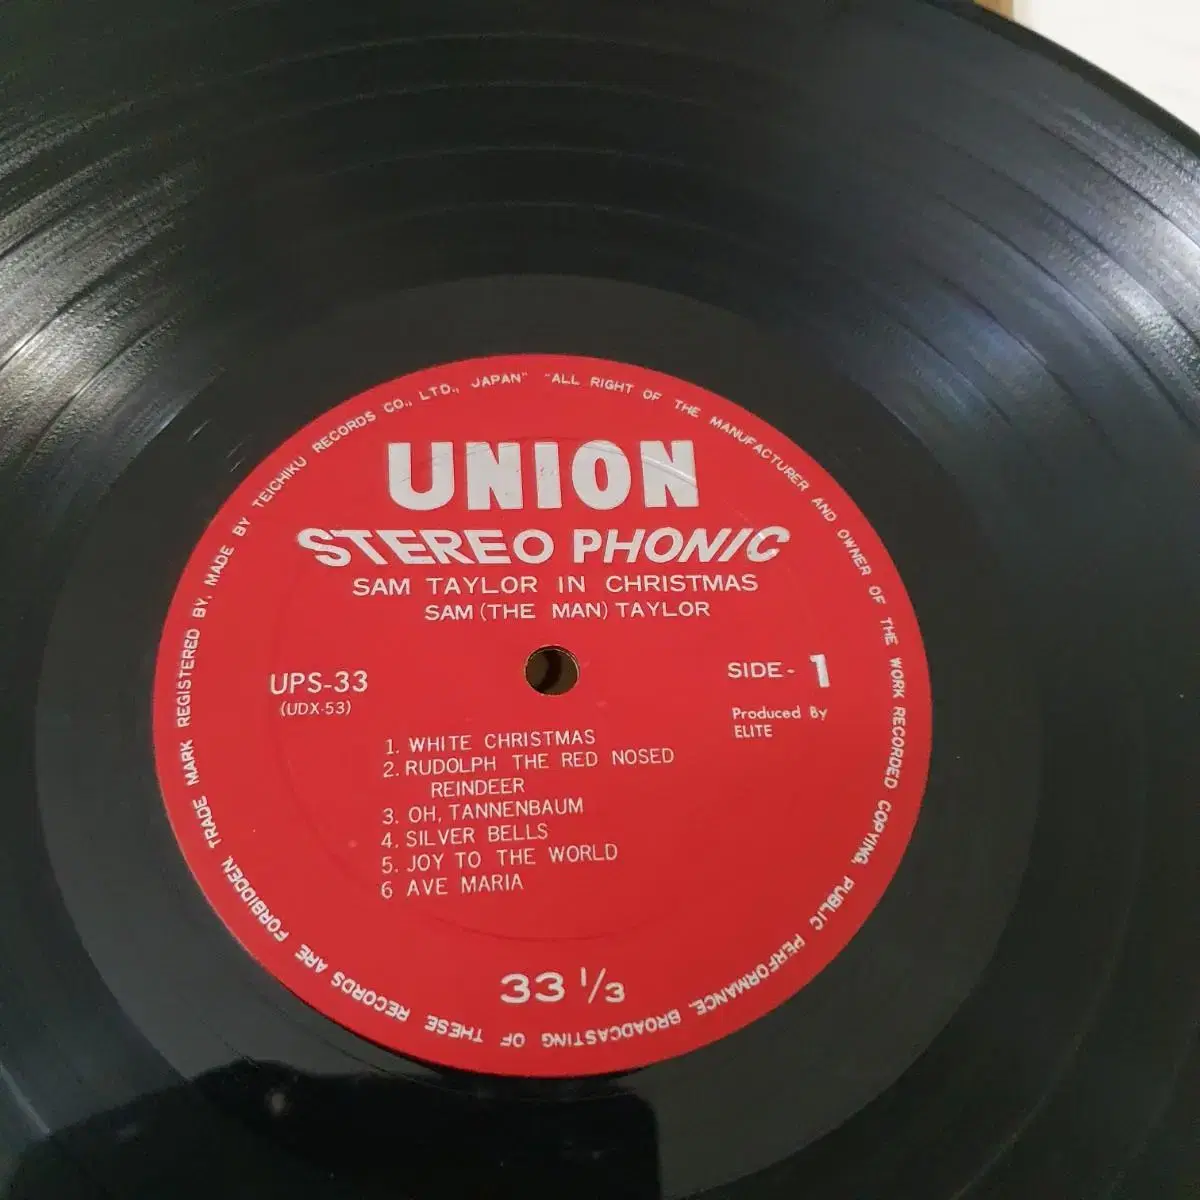 UNION
STEREO PHONIC
SAM TAYLOR IN CHRISTMAS
SAM (THE MAN) TAYLOR
UPS-33
(UDX-53)
SIDE- 1
Produced By
ELITE
1. WHITE CHRISTMAS
2. RUDOLPH THE RED NOSED
REINDEER
3. OH, TANNENBAUM
4. SILVER BELLS
5. JOY TO THE WORLD
6 AVE MARIA
33 1/3
"ALL RIGHT OF THE MANUFACTURER AND OWNER OF THE WORK RECORDED COPYING, PUBLIC PERFORMANCE, BROADCASTING OF THESE RECORDS ARE FORBIDDEN, TRADE MARK REGISTERED BY, MADE BY TEICHIKU RECORDS CO., LTD., JAPAN"